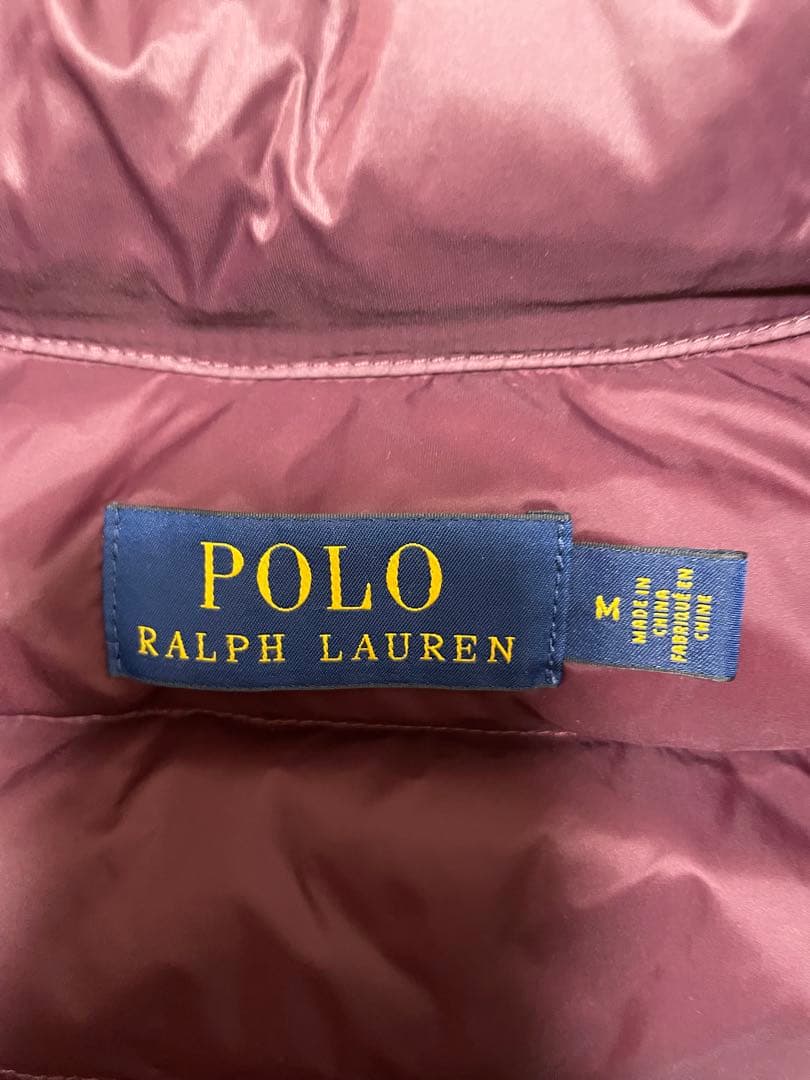 POLO
RALPH LAUREN
M
MADE IN
CHINA
FABRIQUÉ EN
CHINE